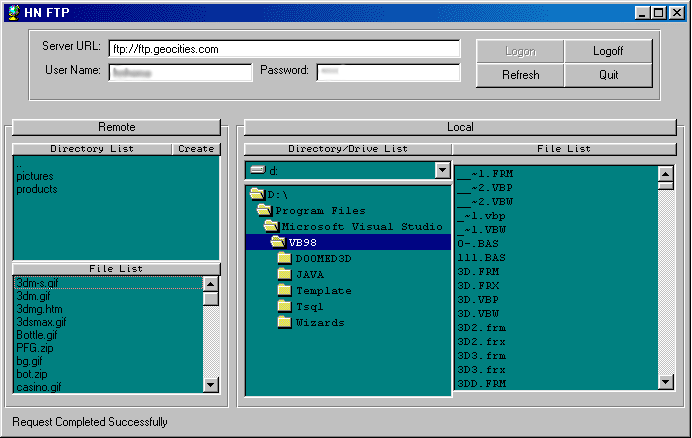 HN FTP
Server URL: ftp://ftp.geocities.com
User Name:
Password:
Logon
Logoff
Refresh
Quit
Remote
Directory List
Create
..
pictures
products
File List
3dm-s.gif
3dm.gif
3dmg.htm
3dsmax.gif
Bottle.gif
PFG.zip
bg.gif
bot.zip
casino.gif
Local
Directory/Drive List
d:
D:\
Program Files
Microsoft Visual Studio
VB98
DOOMED3D
JAVA
Template
Tsql
Wizards
File List
__~1.FRM
__~2.VBP
__~2.VBW
_~1.vbp
_~1.VBW
0-.BAS
111.BAS
3D.FRM
3D.FRX
3D.VBP
3D.VBW
3D2.frm
3D2.frx
3D3.frm
3D3.frx
3DD.FRM
Request Completed Successfully